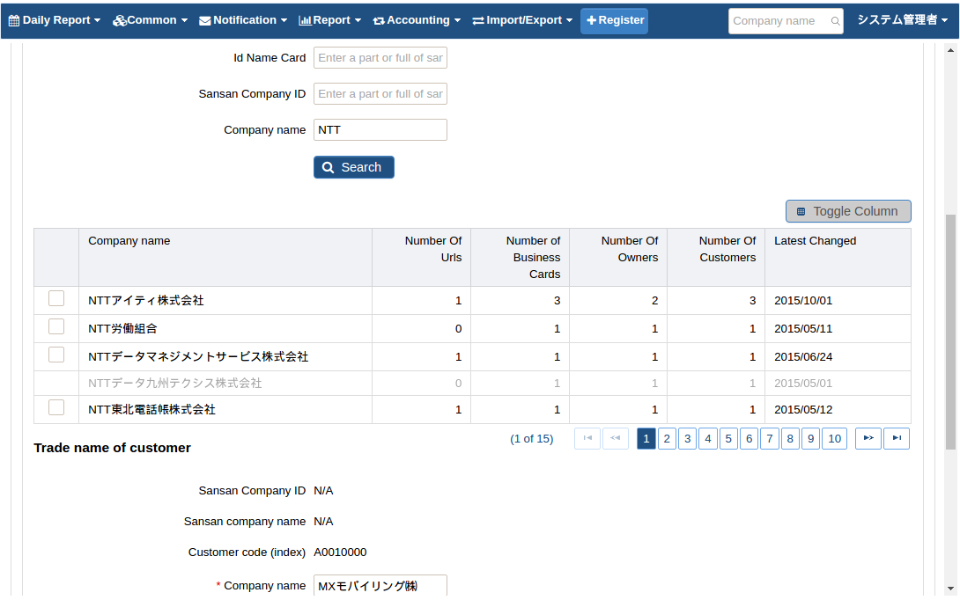 Daily Report Common Notification Report Accounting Import/Export Register Company name システム管理者
Id Name Card Enter a part or full of sar
Sansan Company ID Enter a part or full of sar
Company name NTT
Search
Toggle Column
Company name Number Of Urls Number of Business Cards Number Of Owners Number Of Customers Latest Changed
NTTアイティ株式会社 1 3 2 3 2015/10/01
NTT労働組合 0 1 1 1 2015/05/11
NTTデータマネジメントサービス株式会社 1 1 1 1 2015/06/24
NTTデータ九州テクシス株式会社 0 1 1 1 2015/05/01
NTT東北電話帳株式会社 1 1 1 1 2015/05/12
(1 of 15) 1 2 3 4 5 6 7 8 9 10
Trade name of customer
Sansan Company ID N/A
Sansan company name N/A
Customer code (index) A0010000
* Company name MXモバイリング㈱